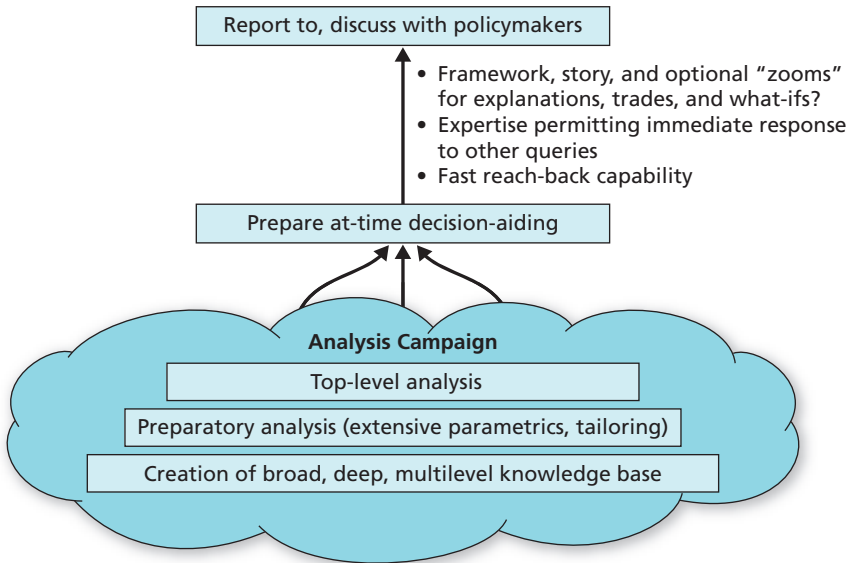 Report to, discuss with policymakers
• Framework, story, and optional “zooms”
for explanations, trades, and what-ifs?
• Expertise permitting immediate response
to other queries
• Fast reach-back capability
Prepare at-time decision-aiding
Analysis Campaign
Top-level analysis
Preparatory analysis (extensive parametrics, tailoring)
Creation of broad, deep, multilevel knowledge base